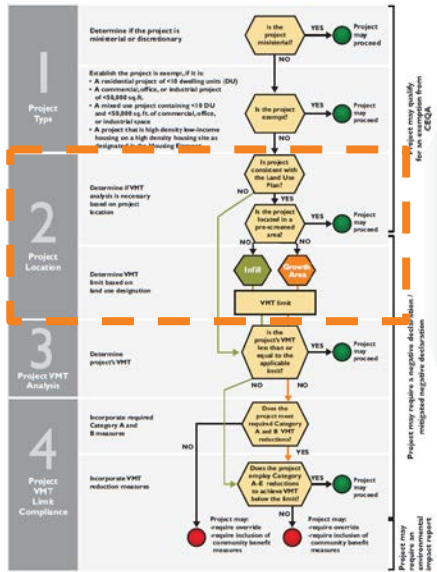 1
Project
Type
Determine if the project is
ministerial or discretionary
Is the
project
ministerial?
YES
Project
may
proceed
NO
Establish the project is exempt, if it is:
• A residential project of <10 dwelling units (DU)
• A commercial, office, or industrial project
of <50,000 sq. ft.
• A mixed use project containing <10 DU
and <50,000 sq. ft. of commercial, office,
or industrial space
• A project that is high density low-income
housing on a high density housing site as
designated in the Housing Element
Is the project
exempt?
YES
Project
may
proceed
NO
Project may qualify
for an exemption from
CEQA
2
Project
Location
Determine if VMT
analysis is necessary
based on project
location
Is project
consistent with
the Land Use
Plan?
NO
YES
Is the project
located in a
pre-screened
area?
YES
Project
may
proceed
NO
NO
Determine VMT
limit based on
land use designation
Infill
Growth
Area
VMT limit
3
Project VMT
Analysis
Determine
project's VMT
Is the
project's VMT
less than or
equal to the
applicable
limit?
YES
Project
may
proceed
NO
NO
Project may require a negative declaration /
mitigated negative declaration
4
Project
VMT
Limit
Compliance
Incorporate required
Category A and
B measures
Does the
project meet
required Category
A and B VMT
reductions?
NO
YES
Incorporate VMT
reduction measures
Does the project
employ Category
A-E reductions
to achieve VMT
below the limit?
YES
Project
may
proceed
NO
Project may:
-require override
-require inclusion of
community benefit
measures
Project may:
-require override
-require inclusion of
community benefit
measures
Project may
require an
environmental
impact report